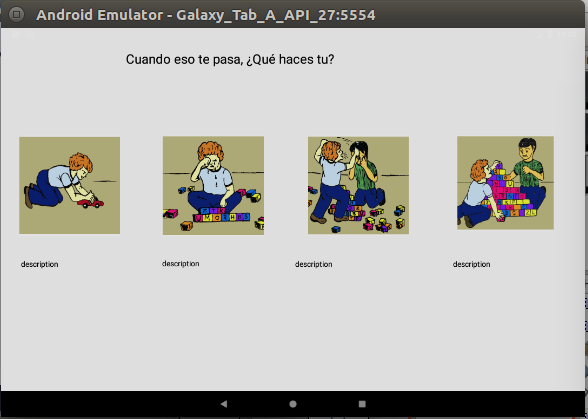 Android Emulator - Galaxy_Tab_A_API_27:5554
Cuando eso te pasa, ¿Qué haces tu?
description
description
description
description